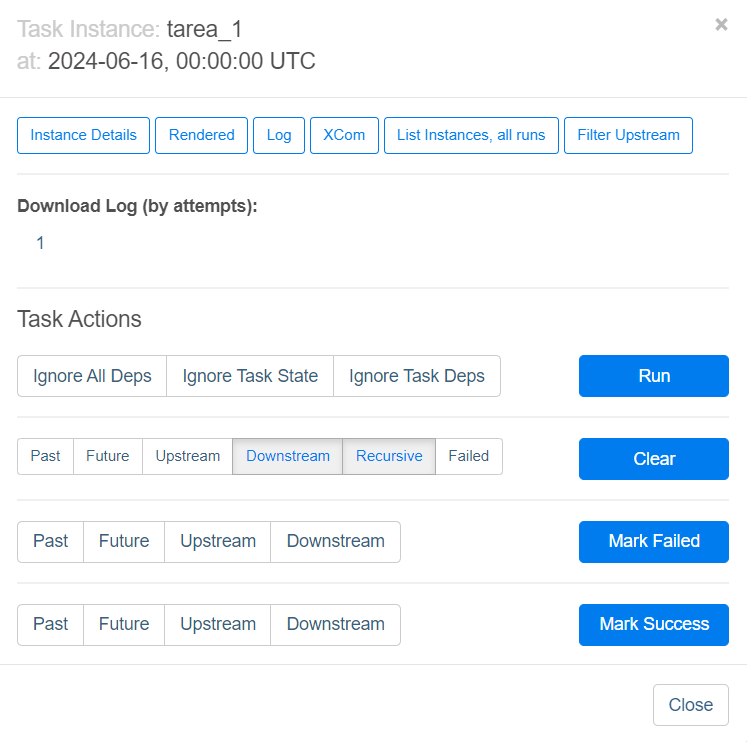 Task Instance: tarea_1 ×
at: 2024-06-16, 00:00:00 UTC
Instance Details Rendered Log XCom List Instances, all runs Filter Upstream
Download Log (by attempts):
1
Task Actions
Ignore All Deps Ignore Task State Ignore Task Deps Run
Past Future Upstream Downstream Recursive Failed Clear
Past Future Upstream Downstream Mark Failed
Past Future Upstream Downstream Mark Success
Close